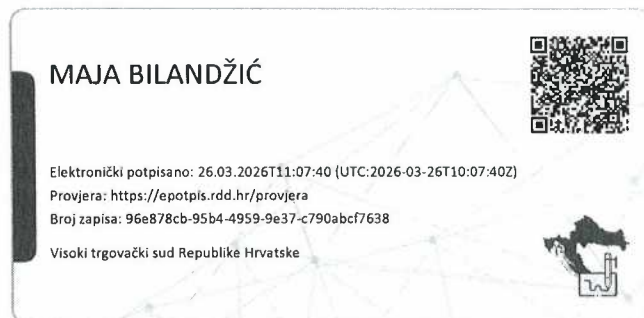 MAJA BILANDŽIĆ
Elektronički potpisano: 26.03.2026T11:07:40 (UTC:2026-03-26T10:07:40Z)
Provjera: https://epotpis.rdd.hr/provjera
Broj zapisa: 96e878cb-95b4-4959-9e37-c790abcf7638
Visoki trgovački sud Republike Hrvatske